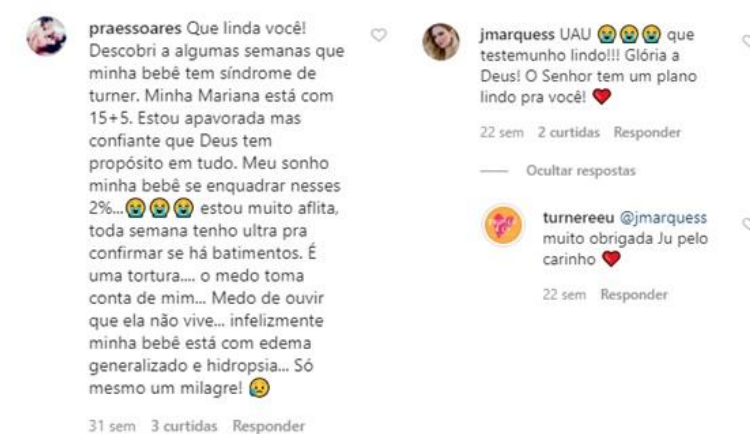 praessoares Que linda você!
Descobri a algumas semanas que
minha bebê tem síndrome de
turner. Minha Mariana está com
15+5. Estou apavorada mas
confiante que Deus tem
propósito em tudo. Meu sonho
minha bebê se enquadrar nesses
2%...😭😭😭 estou muito aflita,
toda semana tenho ultra pra
confirmar se há batimentos. É
uma tortura.... o medo toma
conta de mim... Medo de ouvir
que ela não vive... infelizmente
minha bebê está com edema
generalizado e hidropsia... Só
mesmo um milagre! 😥
31 sem 3 curtidas Responder
jmarquess UAU 😭😭😭 que
testemunho lindo!!! Glória a
Deus! O Senhor tem um plano
lindo pra você! ❤️
22 sem 2 curtidas Responder
Ocultar respostas
turnereeu @jmarquess
muito obrigada Ju pelo
carinho ❤️
22 sem Responder